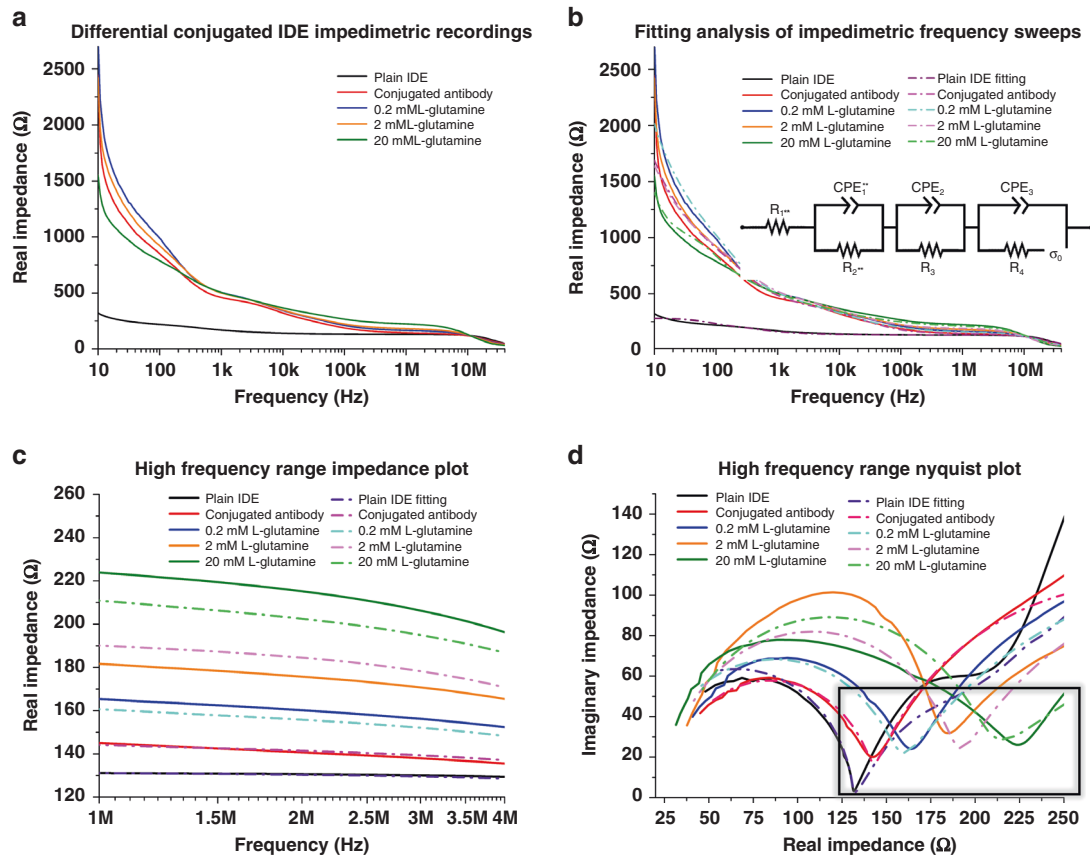 a
Differential conjugated IDE impedimetric recordings
Real impedance (Ω)
2500
2000
1500
1000
500
0
Plain IDE
Conjugated antibody
0.2 mML-glutamine
2 mML-glutamine
20 mML-glutamine
10 100 1k 10k 100k 1M 10M
Frequency (Hz)
b
Fitting analysis of impedimetric frequency sweeps
Real impedance (Ω)
2500
2000
1500
1000
500
0
Plain IDE
Conjugated antibody
0.2 mM L-glutamine
2 mM L-glutamine
20 mM L-glutamine
Plain IDE fitting
Conjugated antibody
0.2 mM L-glutamine
2 mM L-glutamine
20 mM L-glutamine
R1**
CPE1**
R2**
CPE2
R3
CPE3
R4
σ0
10 100 1k 10k 100k 1M 10M
Frequency (Hz)
c
High frequency range impedance plot
Real impedance (Ω)
260
240
220
200
180
160
140
120
Plain IDE
Conjugated antibody
0.2 mM L-glutamine
2 mM L-glutamine
20 mM L-glutamine
Plain IDE fitting
Conjugated antibody
0.2 mM L-glutamine
2 mM L-glutamine
20 mM L-glutamine
1M 1.5M 2M 2.5M 3M 3.5M 4M
Frequency (Hz)
d
High frequency range nyquist plot
Imaginary impedance (Ω)
140
120
100
80
60
40
20
0
Plain IDE
Conjugated antibody
0.2 mM L-glutamine
2 mM L-glutamine
20 mM L-glutamine
Plain IDE fitting
Conjugated antibody
0.2 mM L-glutamine
2 mM L-glutamine
20 mM L-glutamine
25 50 75 100 125 150 175 200 225 250
Real impedance (Ω)